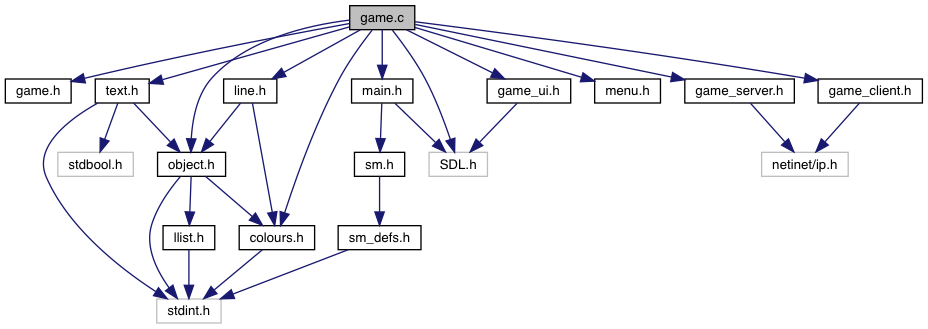 game.c
game.h
text.h
line.h
main.h
game_ui.h
menu.h
game_server.h
game_client.h
stdbool.h
object.h
sm.h
SDL.h
netinet/ip.h
llist.h
colours.h
sm_defs.h
stdint.h